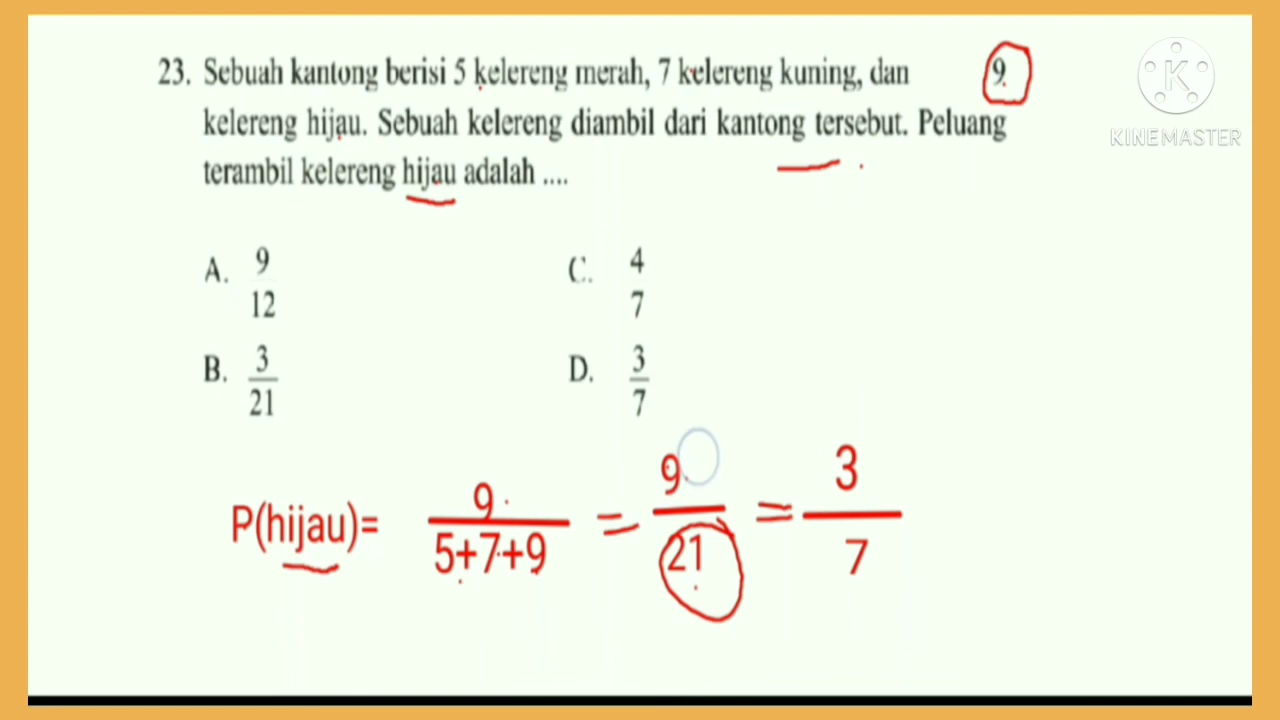 23. Sebuah kantong berisi 5 kelereng merah, 7 kelereng kuning, dan 9
kelereng hijau. Sebuah kelereng diambil dari kantong tersebut. Peluang
terambil kelereng hijau adalah ....
K
KINEMASTER
A. 9/12
C. 4/7
B. 3/21
D. 3/7
P(hijau)= 9/5+7+9 = 9/21 = 3/7